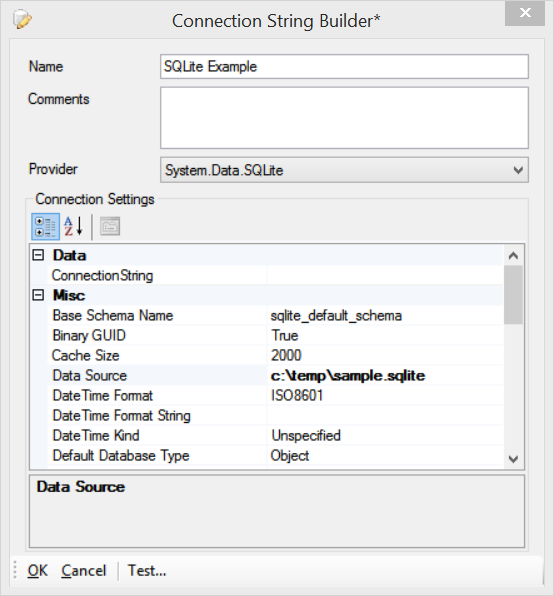 Connection String Builder*
Name SQLite Example
Comments
Provider System.Data.SQLite
Connection Settings
A
Z
Data
ConnectionString
Misc
Base Schema Name sqlite_default_schema
Binary GUID True
Cache Size 2000
Data Source c:\temp\sample.sqlite
DateTime Format ISO8601
DateTime Format String
DateTime Kind Unspecified
Default Database Type Object
Data Source
OK Cancel Test...